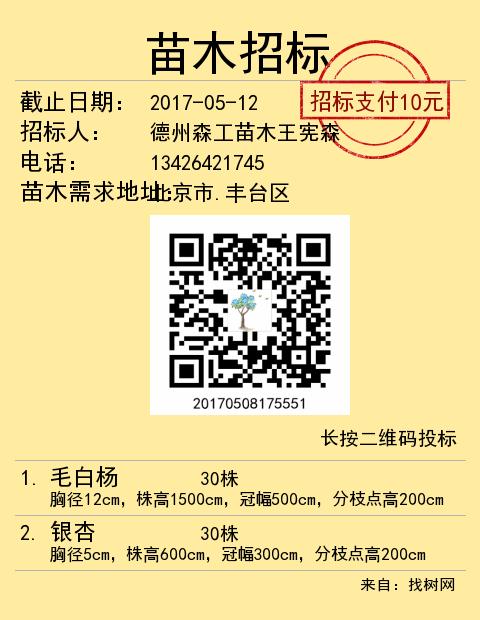 苗木招标
招标支付10元
截止日期： 2017-05-12
招标人： 德州森工苗木王宪森
电话： 13426421745
苗木需求地址: 北京市.丰台区
20170508175551
长按二维码投标
1. 毛白杨 30株
胸径12cm，株高1500cm，冠幅500cm，分枝点高200cm
2. 银杏 30株
胸径5cm，株高600cm，冠幅300cm，分枝点高200cm
来自：找树网